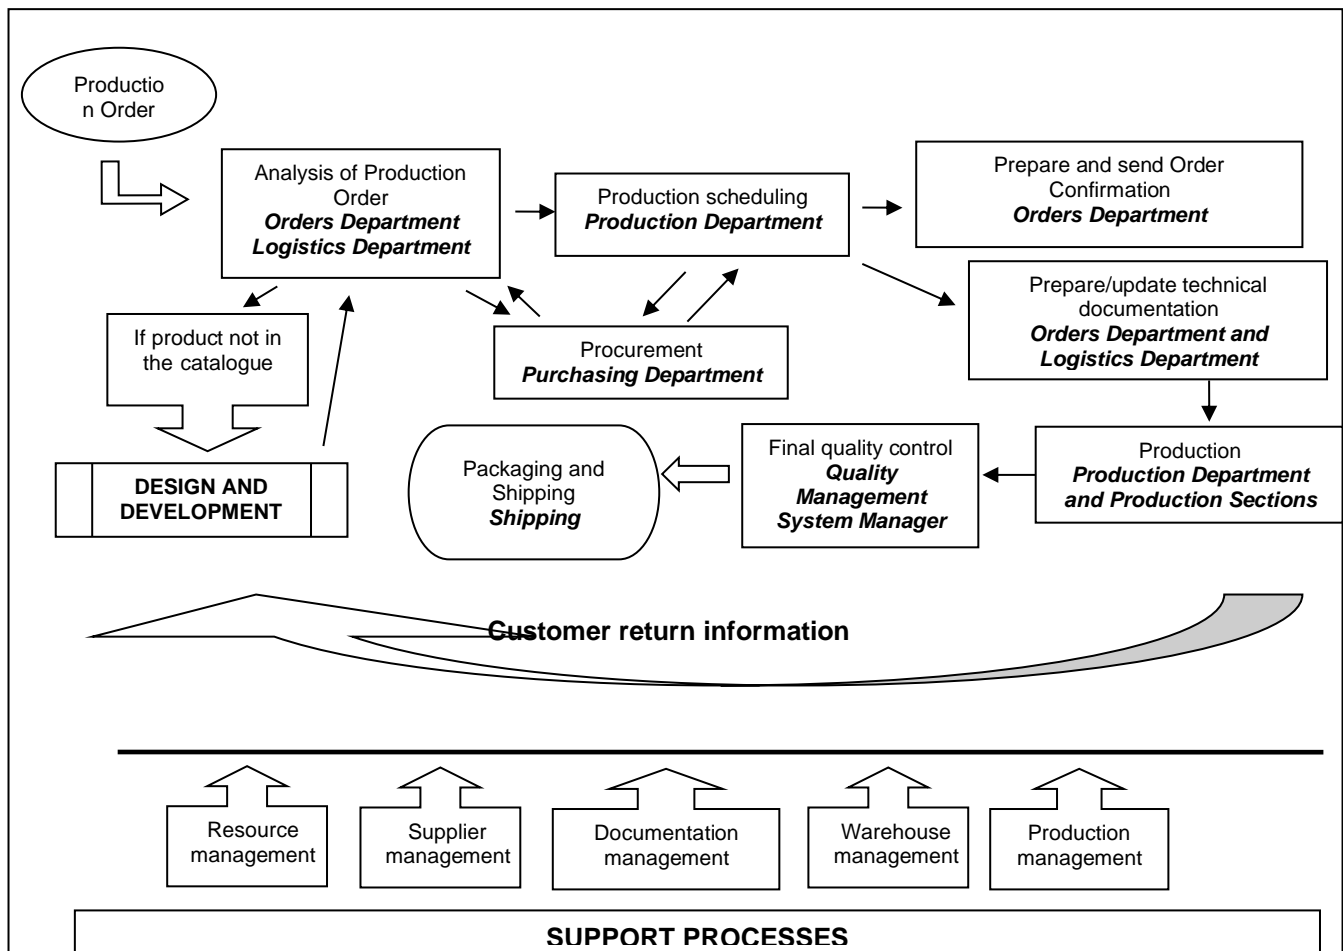 Productio
n Order
Analysis of Production
Order
Orders Department
Logistics Department
Production scheduling
Production Department
Prepare and send Order
Confirmation
Orders Department
Prepare/update technical
documentation
Orders Department and
Logistics Department
If product not in
the catalogue
Procurement
Purchasing Department
DESIGN AND
DEVELOPMENT
Packaging and
Shipping
Shipping
Final quality control
Quality
Management
System Manager
Production
Production Department
and Production Sections
Customer return information
Resource
management
Supplier
management
Documentation
management
Warehouse
management
Production
management
SUPPORT PROCESSES